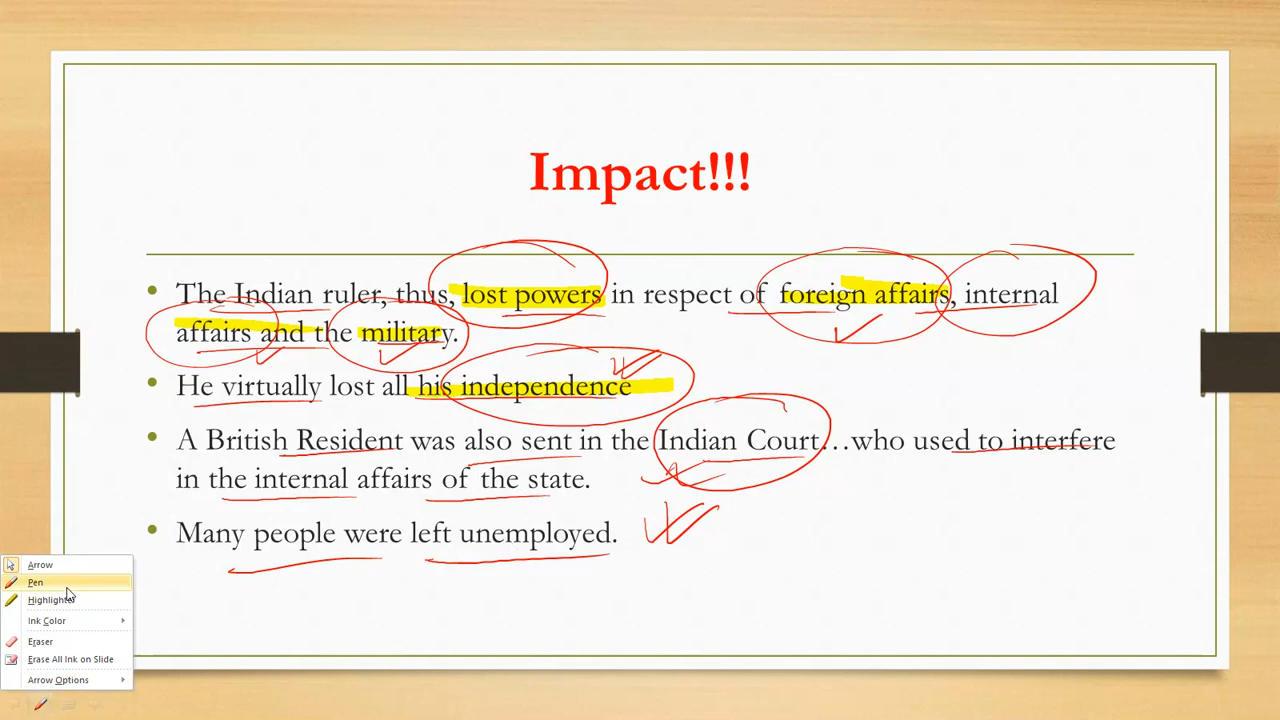 Impact!!!
The Indian ruler, thus, lost powers in respect of foreign affairs, internal
affairs and the military.
He virtually lost all his independence
A British Resident was also sent in the Indian Court…who used to interfere
in the internal affairs of the state.
Many people were left unemployed.
Arrow
Pen
Highlighter
Ink Color
Eraser
Erase All Ink on Slide
Arrow Options